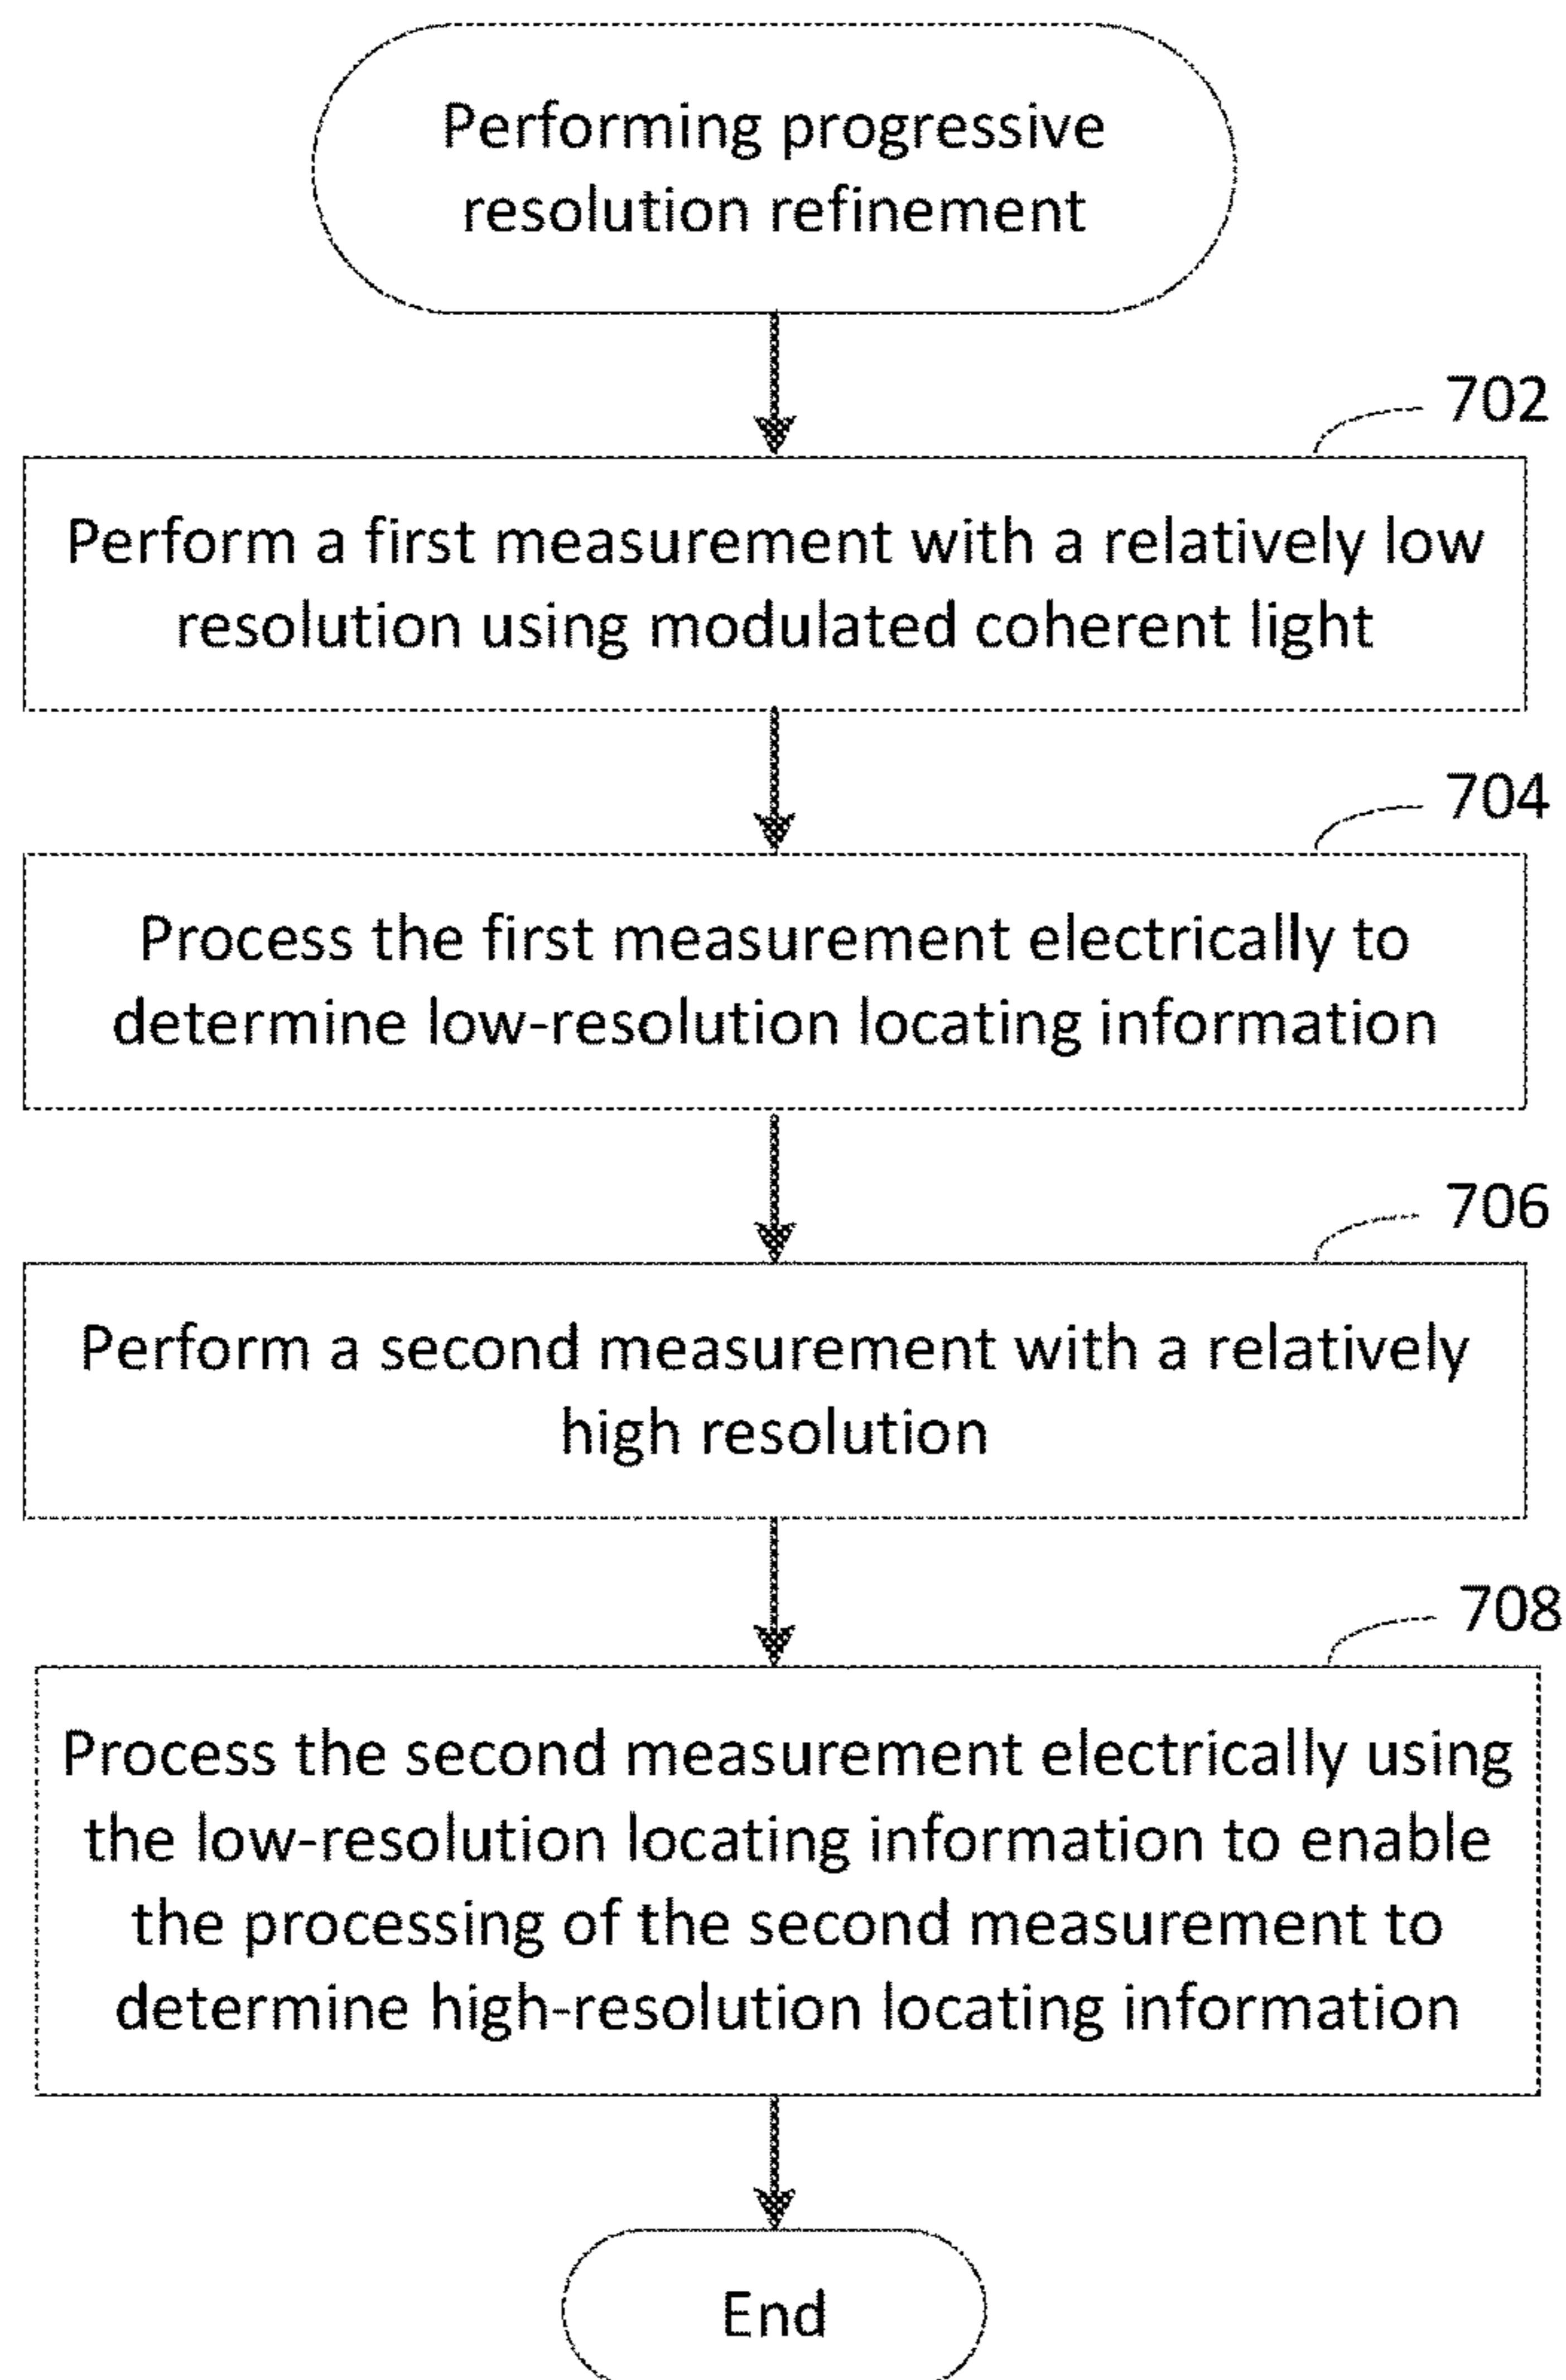 Performing progressive
resolution refinement
702
Perform a first measurement with a relatively low
resolution using modulated coherent light
704
Process the first measurement electrically to
determine low-resolution locating information
706
Perform a second measurement with a relatively
high resolution
708
Process the second measurement electrically using
the low-resolution locating information to enable
the processing of the second measurement to
determine high-resolution locating information
End